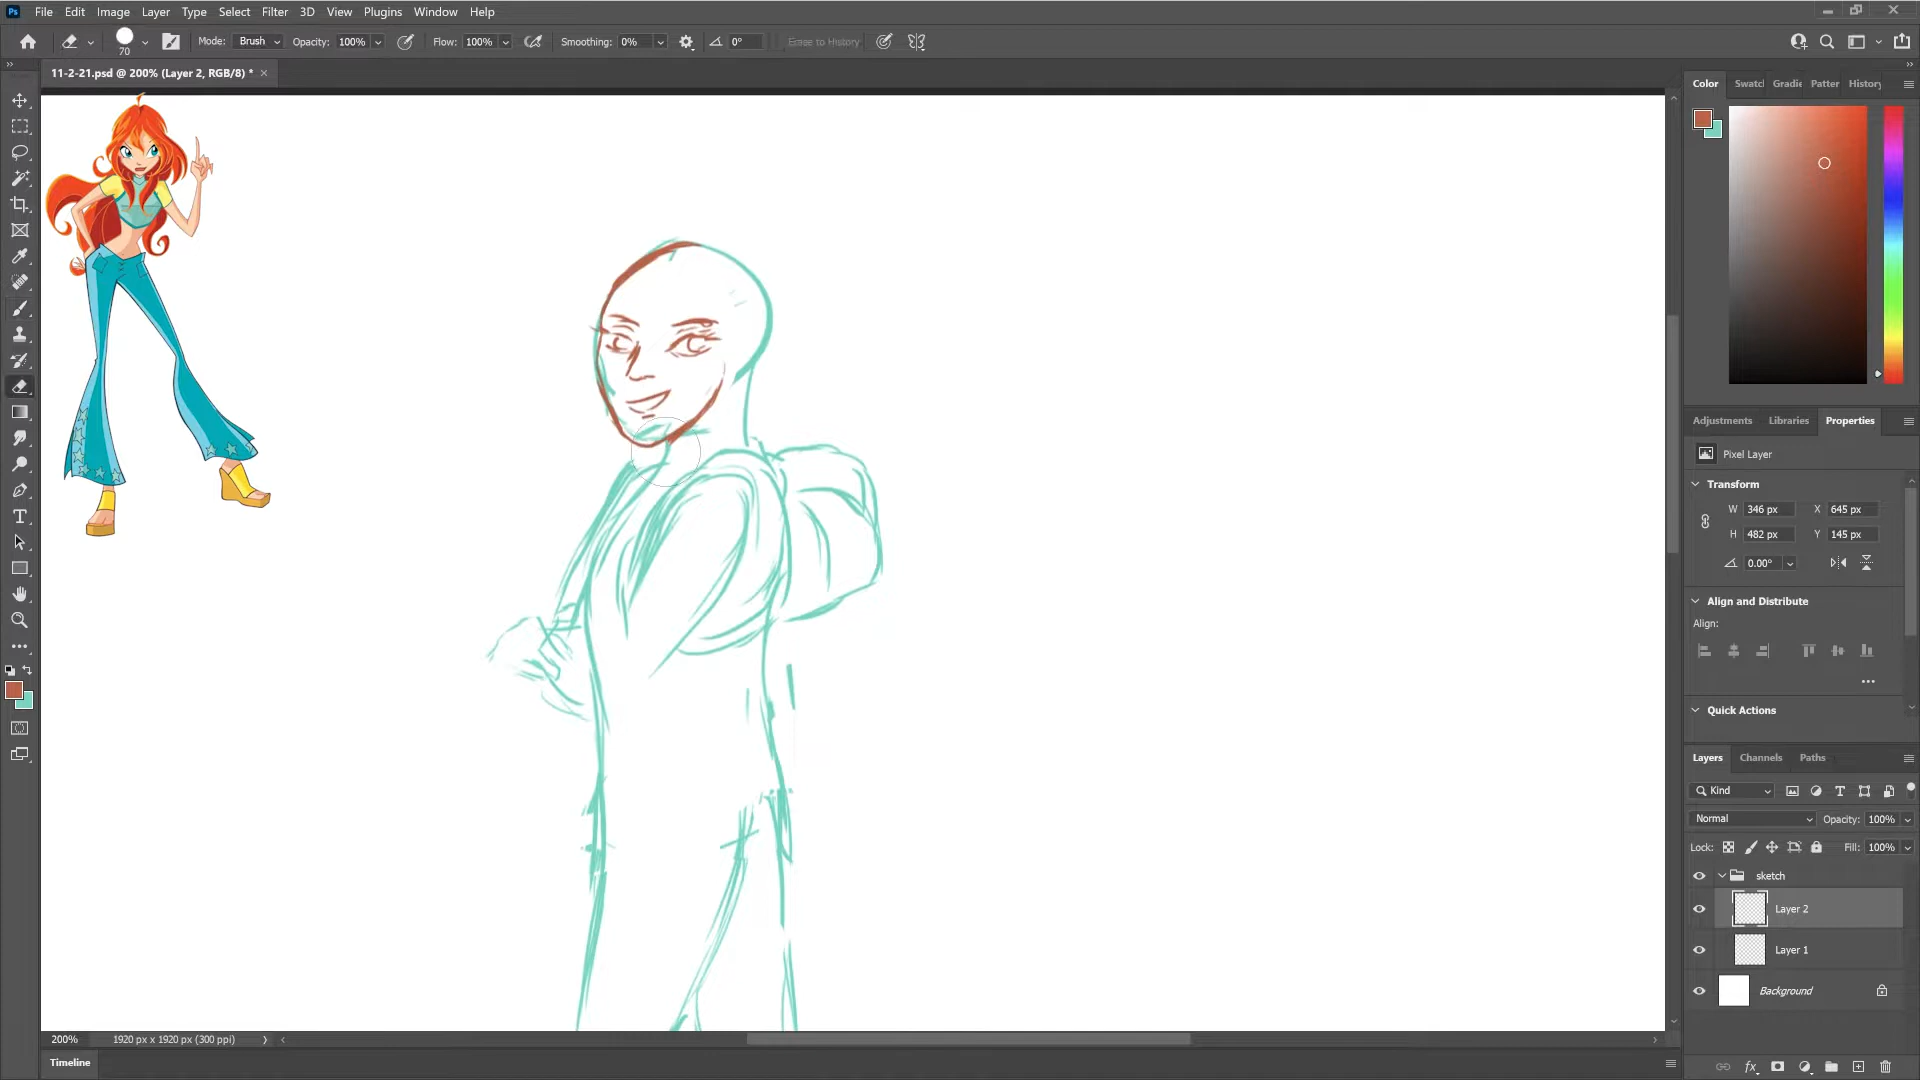 Ps File Edit Image Layer Type Select Filter 3D View Plugins Window Help
70 Mode: Brush Opacity: 100% Flow: 100% Smoothing: 0% 0° Erase to History
11-2-21.psd @ 200% (Layer 2, RGB/8) *
Color Swatcl Gradie Patter History
Adjustments Libraries Properties
Pixel Layer
Transform
W 346 px X 645 px
H 482 px Y 145 px
0.00°
Align and Distribute
Align:
Quick Actions
Layers Channels Paths
Kind
Normal Opacity: 100%
Lock: Fill: 100%
sketch
Layer 2
Layer 1
Background
200% 1920 px x 1920 px (300 ppi)
Timeline